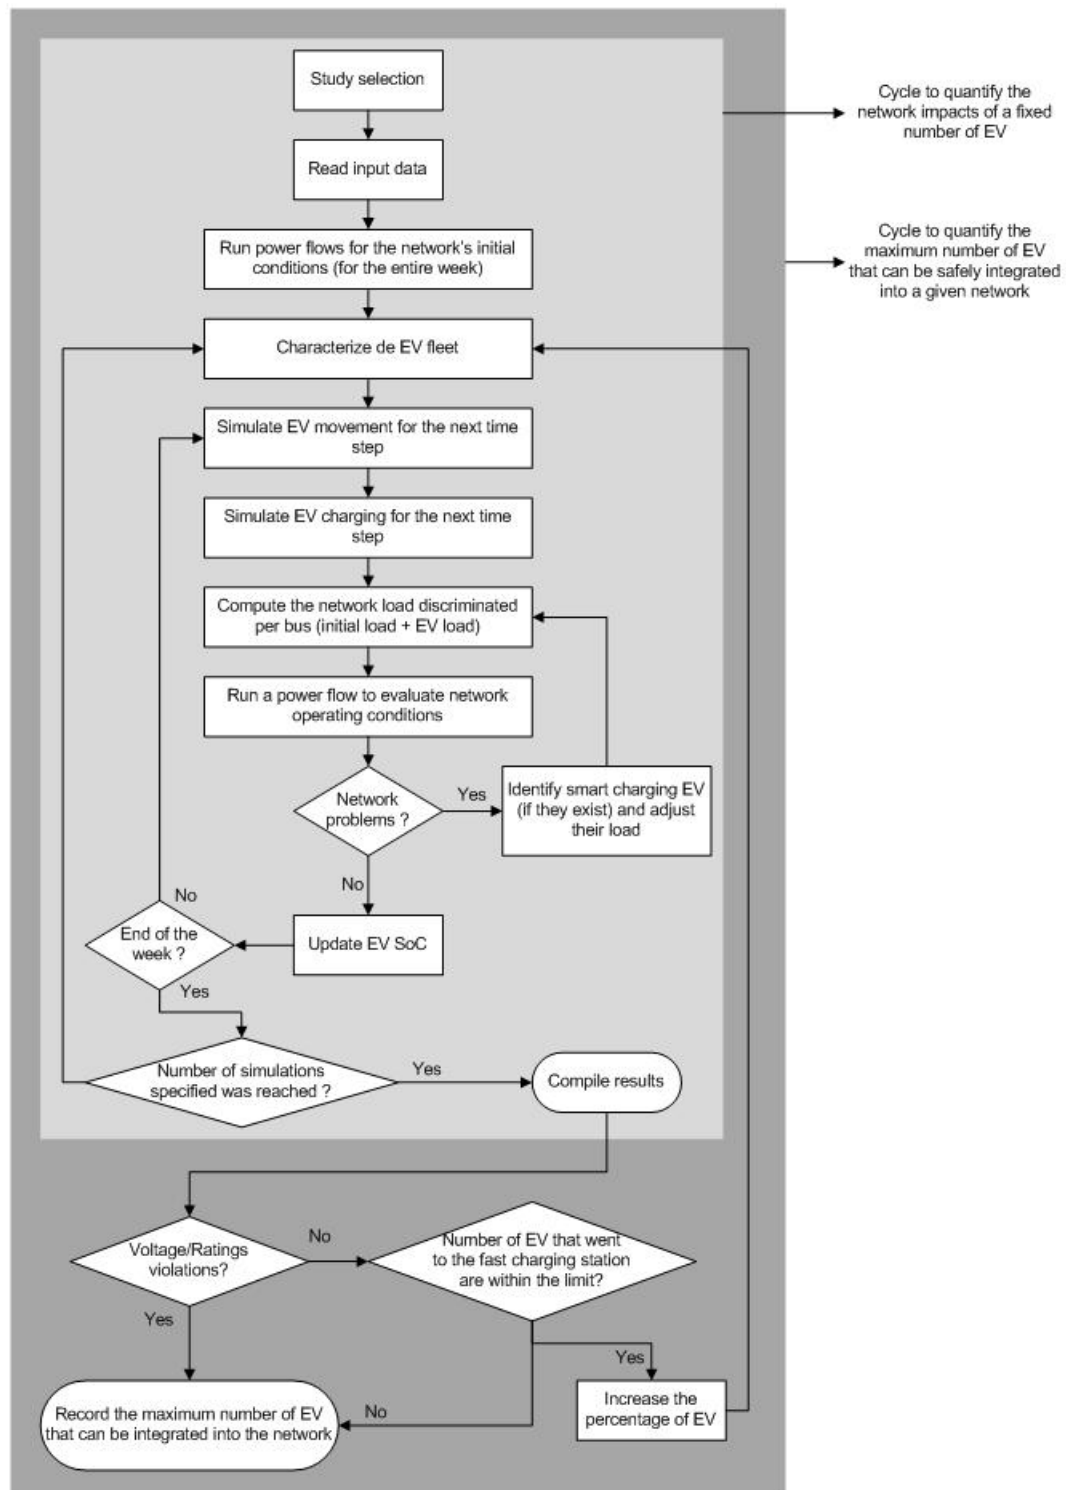 Study selection
Cycle to quantify the
network impacts of a fixed
number of EV
Read input data
Run power flows for the network's initial
conditions (for the entire week)
Cycle to quantify the
maximum number of EV
that can be safely integrated
into a given network
Characterize de EV fleet
Simulate EV movement for the next time
step
Simulate EV charging for the next time
step
Compute the network load discriminated
per bus (initial load + EV load)
Run a power flow to evaluate network
operating conditions
Network
problems ?
Yes
Identify smart charging EV
(if they exist) and adjust
their load
No
Update EV SoC
No
End of the
week ?
Yes
Number of simulations
specified was reached ?
Yes
Compile results
Voltage/Ratings
violations?
No
Number of EV that went
to the fast charging station
are within the limit?
Yes
Yes
Increase the
percentage of EV
No
Record the maximum number of EV
that can be integrated into the network